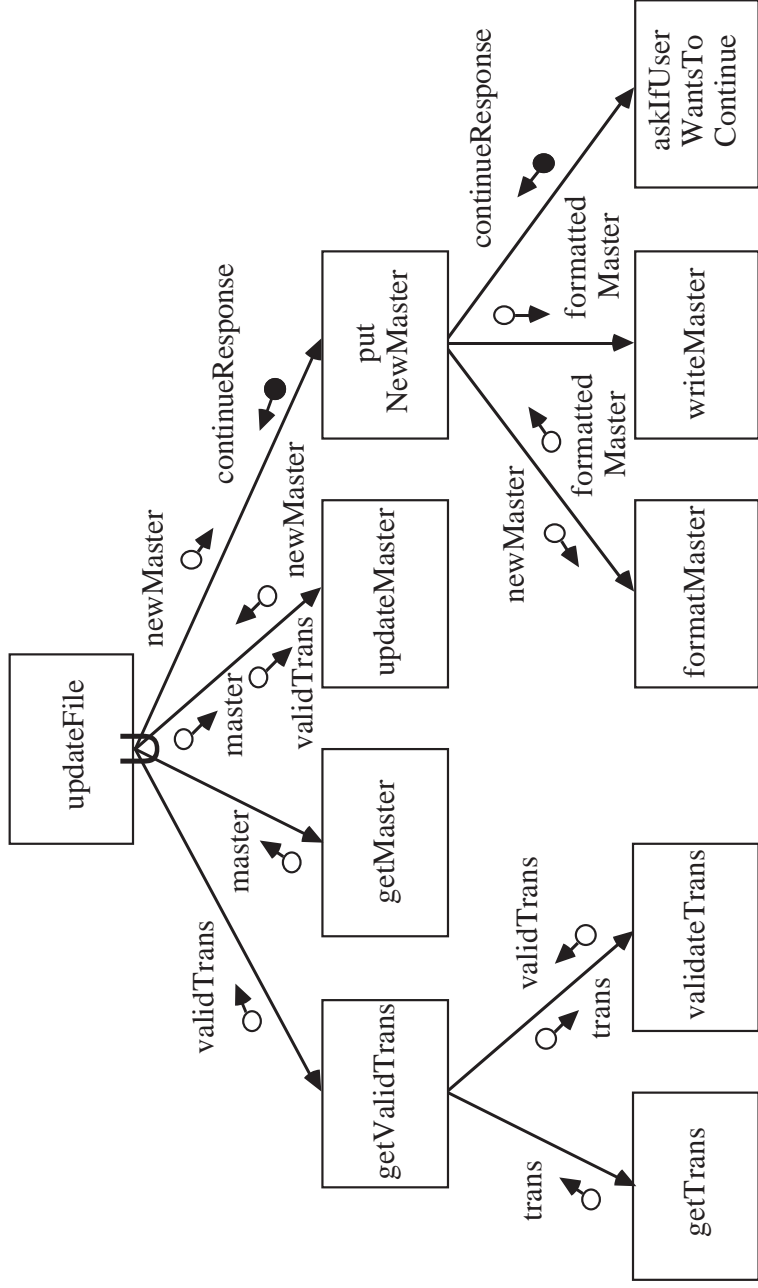 updateFile
validTrans
master
master
validTrans
newMaster
newMaster
continueResponse
getValidTrans
getMaster
updateMaster
put
NewMaster
trans
trans
validTrans
newMaster
formatted
Master
formatted
Master
continueResponse
getTrans
validateTrans
formatMaster
writeMaster
askIfUser
WantsTo
Continue